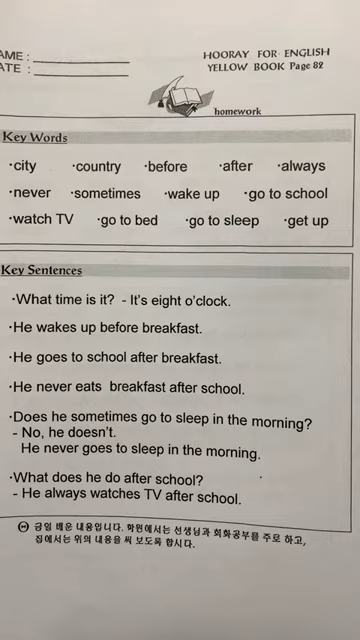 AME : ____________
HOORAY FOR ENGLISH
ATE : ____________
YELLOW BOOK Page 82
homework
Key Words
·city ·country ·before ·after ·always
·never ·sometimes ·wake up ·go to school
·watch TV ·go to bed ·go to sleep ·get up
Key Sentences
·What time is it? - It's eight o'clock.
·He wakes up before breakfast.
·He goes to school after breakfast.
·He never eats breakfast after school.
·Does he sometimes go to sleep in the morning?
- No, he doesn't.
He never goes to sleep in the morning.
·What does he do after school?
- He always watches TV after school.
금일 배운 내용입니다. 학원에서는 선생님과 회화공부를 주로 하고,
집에서는 위의 내용을 써 보도록 합시다.